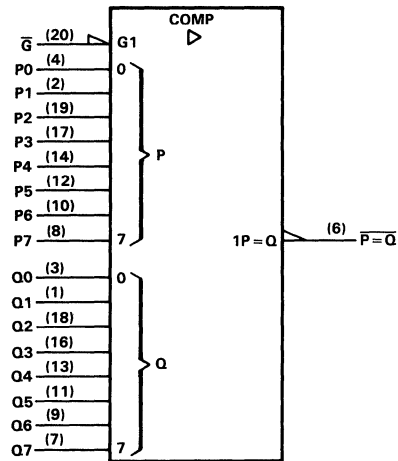 COMP
▷
G̅ (20) G1
P0 (4) 0
P1 (2)
P2 (19)
P3 (17)
P4 (14) P
P5 (12)
P6 (10)
P7 (8) 7 1P=Q (6) P̅=̅Q̅
Q0 (3) 0
Q1 (1)
Q2 (18)
Q3 (16)
Q4 (13) Q
Q5 (11)
Q6 (9)
Q7 (7) 7